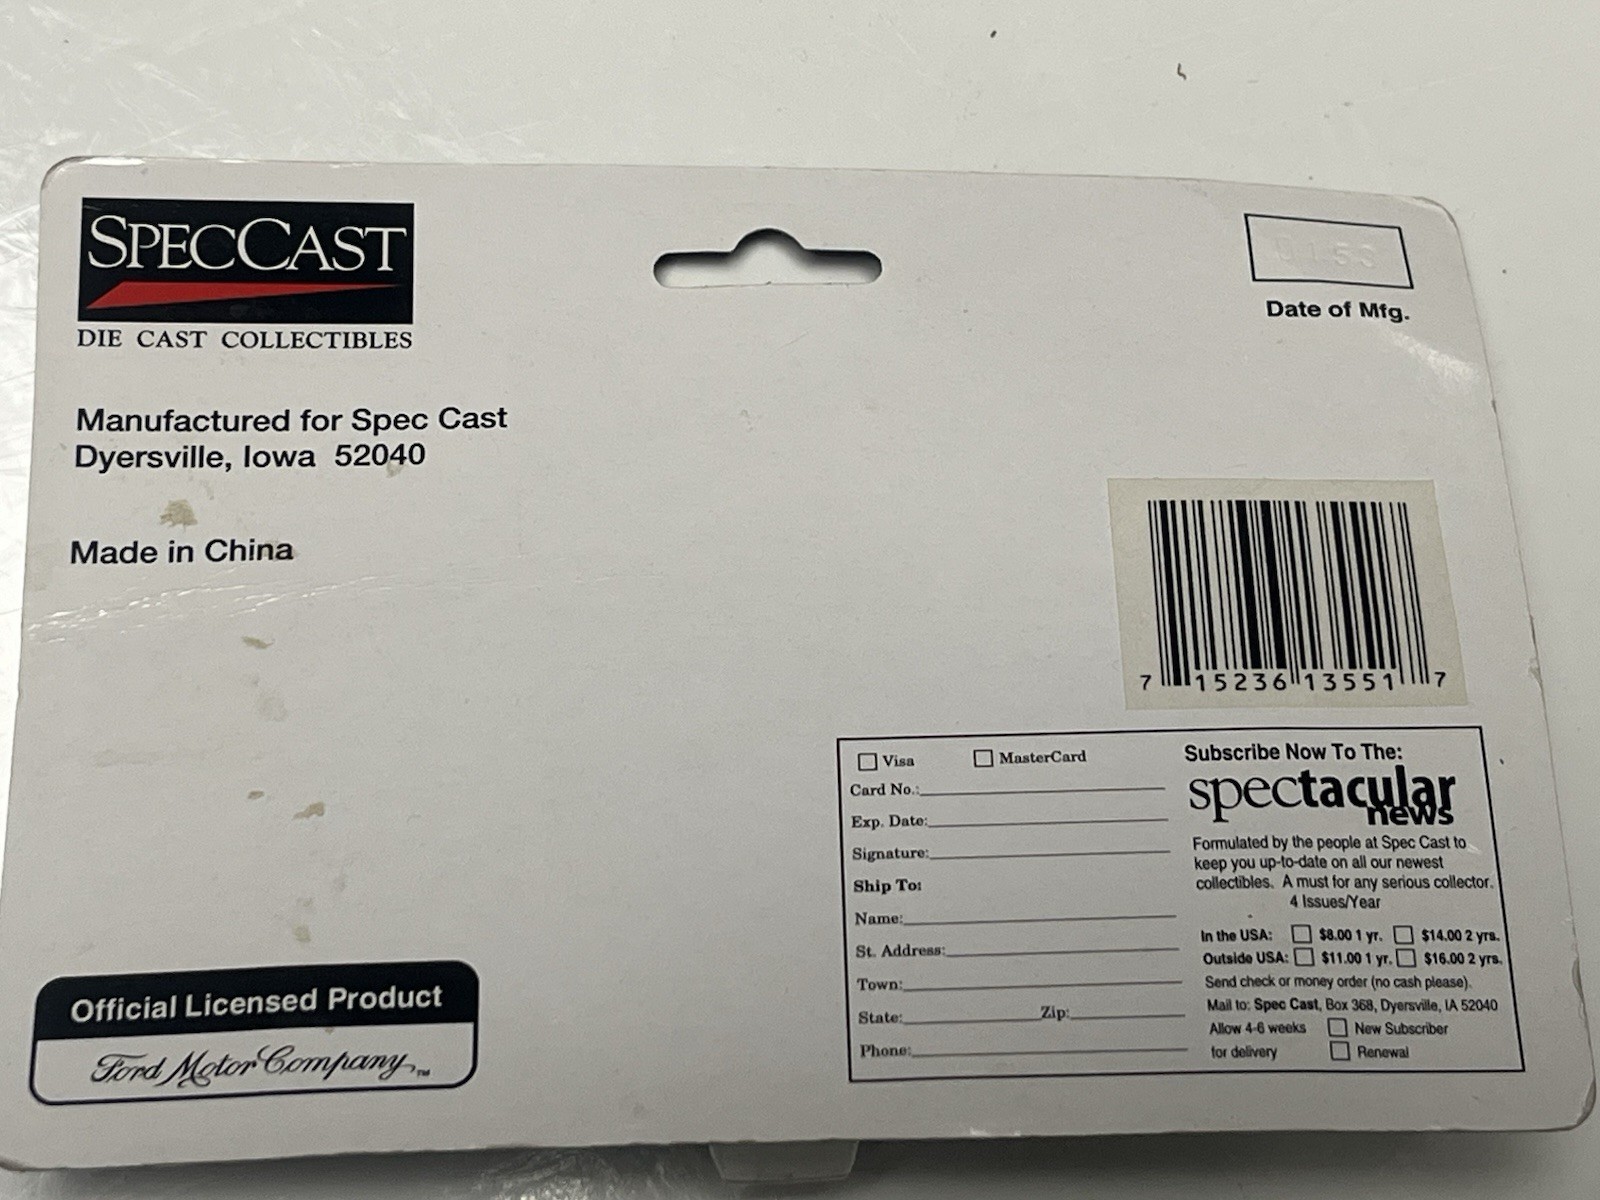 SPECCAST
DIE CAST COLLECTIBLES
Manufactured for Spec Cast
Dyersville, Iowa 52040
Made in China
Date of Mfg.
7 15236 13551 7
Visa MasterCard
Card No.:
Exp. Date:
Signature:
Ship To:
Name:
St. Address:
Town:
State: Zip:
Phone:
Subscribe Now To The:
spectacular
news
Formulated by the people at Spec Cast to
keep you up-to-date on all our newest
collectibles. A must for any serious collector.
4 Issues/Year
In the USA: $8.00 1 yr. $14.00 2 yrs.
Outside USA: $11.00 1 yr. $16.00 2 yrs.
Send check or money order (no cash please).
Mail to: Spec Cast, Box 368, Dyersville, IA 52040
Allow 4-6 weeks New Subscriber
for delivery Renewal
Official Licensed Product
Ford Motor Company, TM